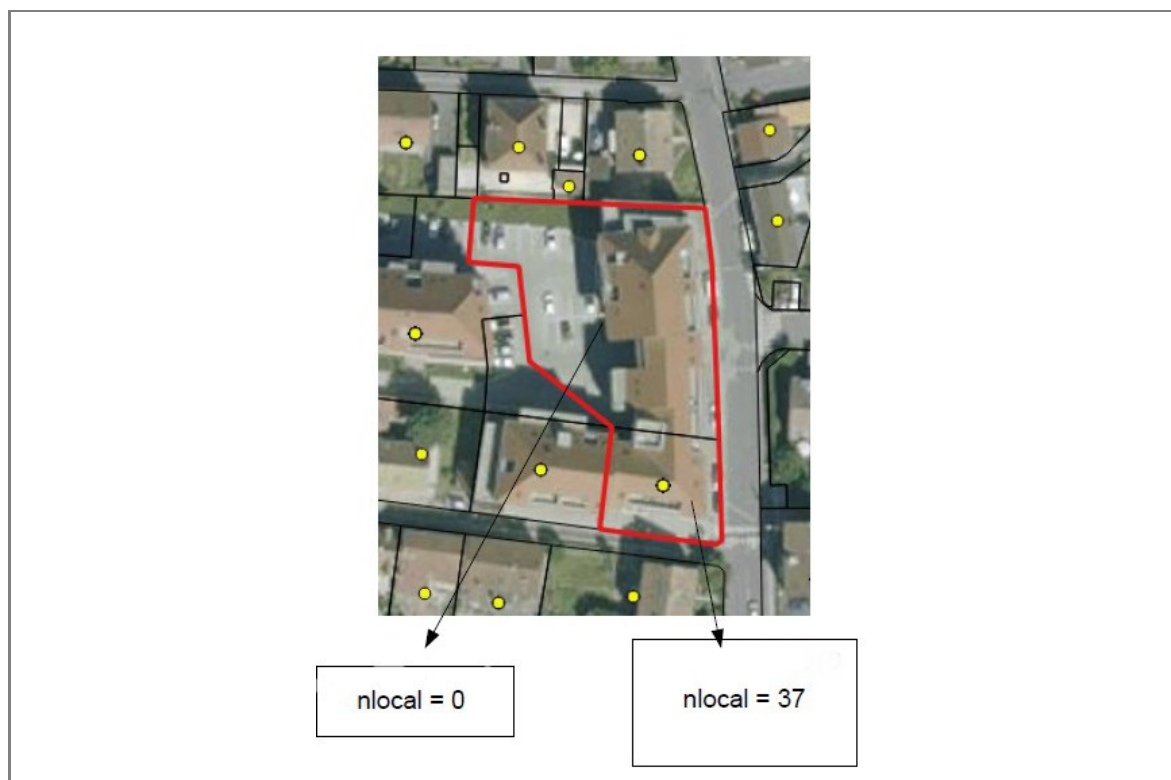 nlocal = 0
nlocal = 37